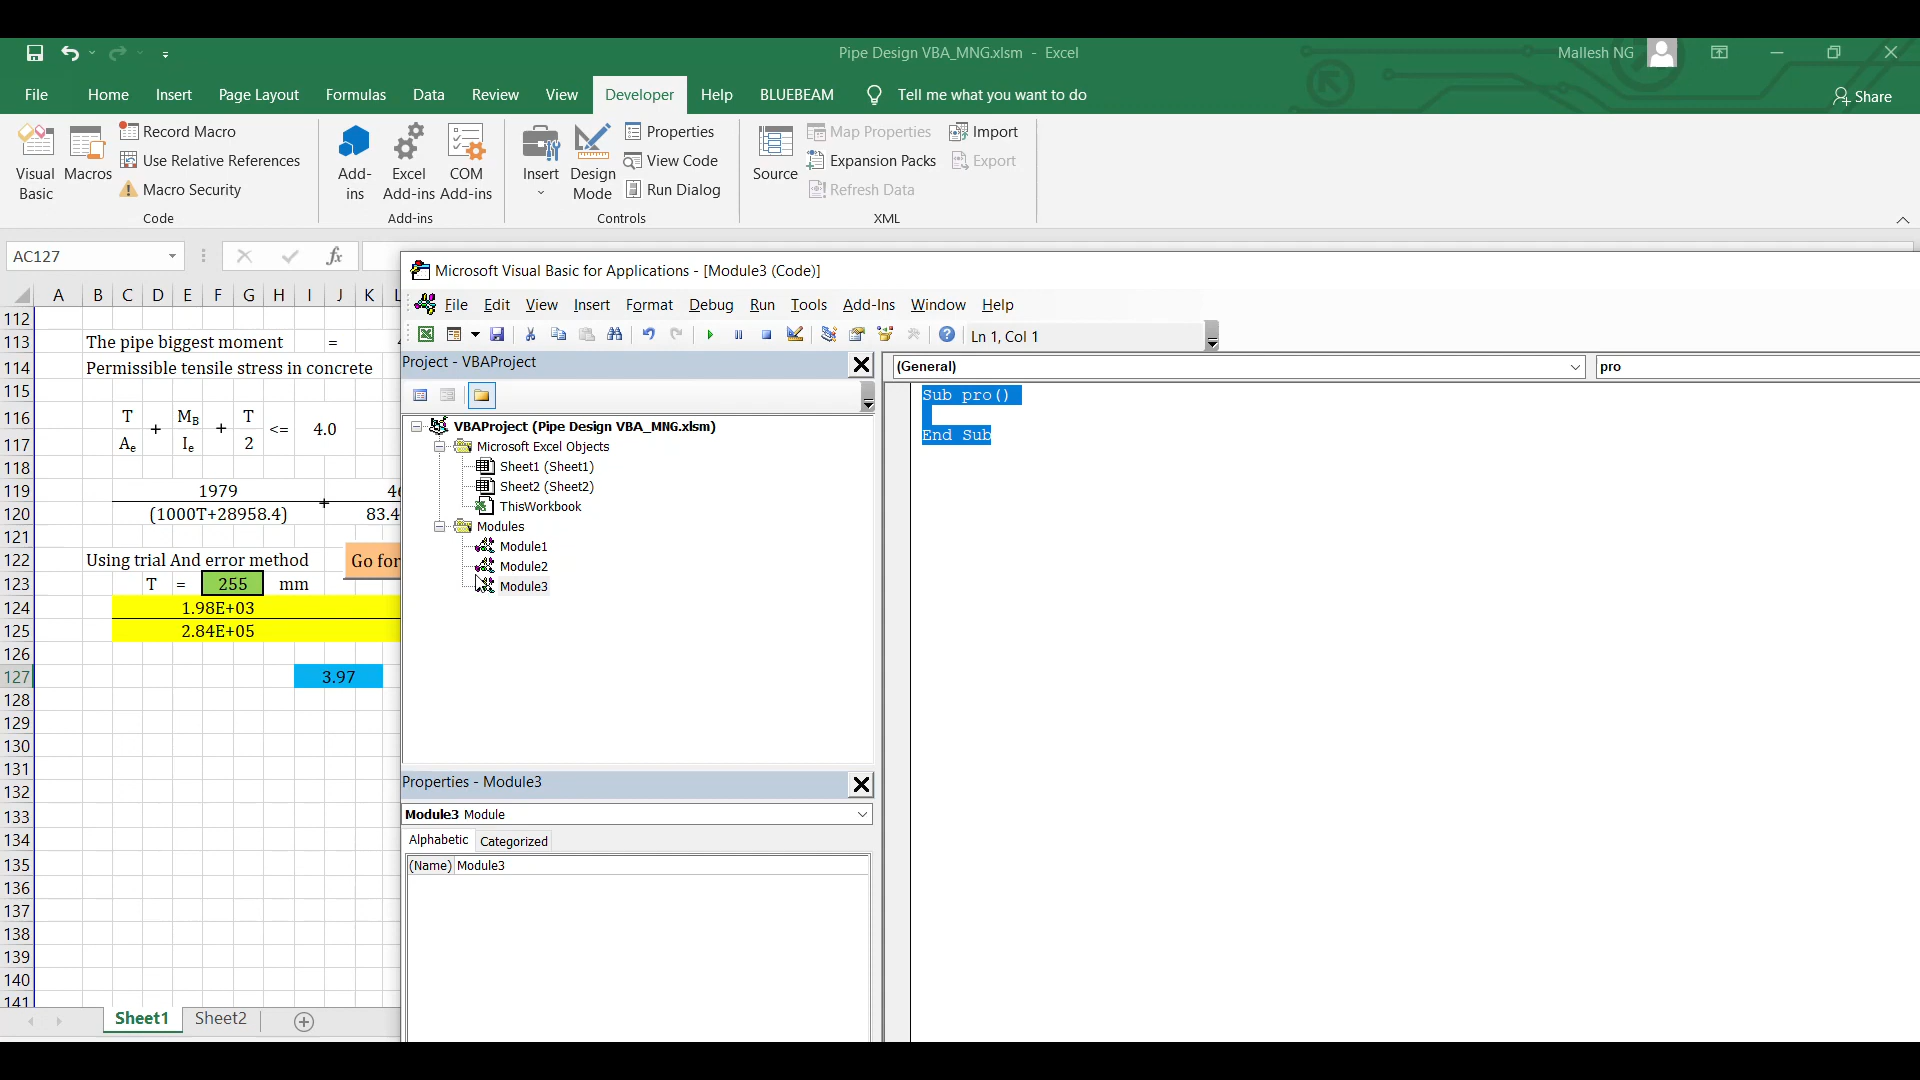 Pipe Design VBA_MNG.xlsm - Excel
Mallesh NG
File Home Insert Page Layout Formulas Data Review View Developer Help BLUEBEAM Tell me what you want to do
Share
Visual Basic
Macros
Record Macro
Use Relative References
Macro Security
Code
Add-ins
Excel Add-ins
COM Add-ins
Add-ins
Insert
Design Mode
Properties
View Code
Run Dialog
Controls
Source
Map Properties
Expansion Packs
Refresh Data
Import
Export
XML
AC127
fx
A B C D E F G H I J K L
112
113 The pipe biggest moment =
114 Permissible tensile stress in concrete
115
116 T + MB + T <= 4.0
117 Ae Ie 2
118
119 1979 + 46
120 (1000T+28958.4) 83.4
121
122 Using trial And error method Go for
123 T = 255 mm
124 1.98E+03
125 2.84E+05
126
127 3.97
128
129
130
131
132
133
134
135
136
137
138
139
140
141
Sheet1 Sheet2
Microsoft Visual Basic for Applications - [Module3 (Code)]
File Edit View Insert Format Debug Run Tools Add-Ins Window Help
Ln 1, Col 1
Project - VBAProject
VBAProject (Pipe Design VBA_MNG.xlsm)
Microsoft Excel Objects
Sheet1 (Sheet1)
Sheet2 (Sheet2)
ThisWorkbook
Modules
Module1
Module2
Module3
Properties - Module3
Module3 Module
Alphabetic Categorized
(Name) Module3
(General) pro
Sub pro()
End Sub